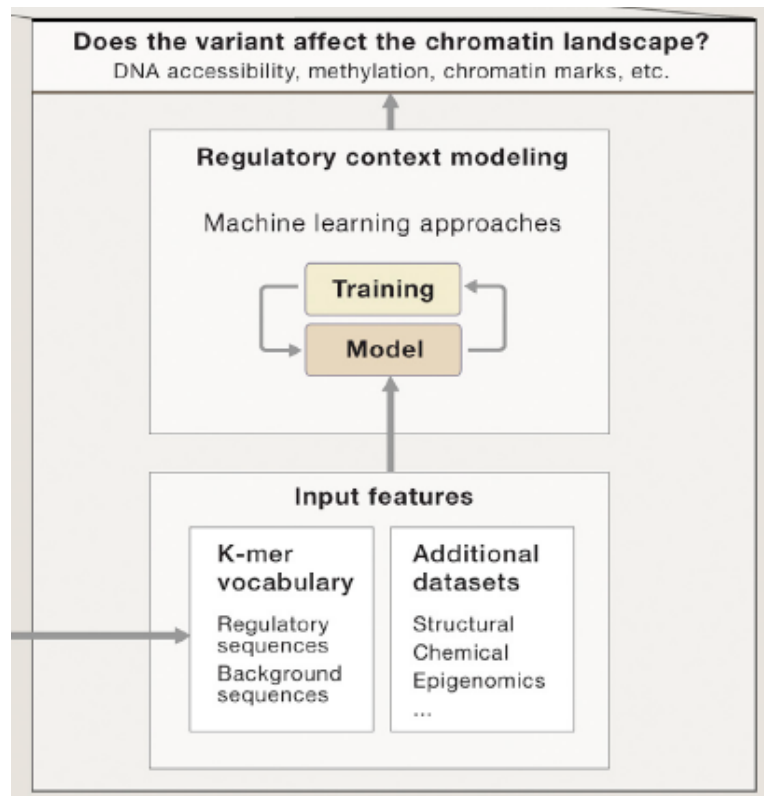 Does the variant affect the chromatin landscape?
DNA accessibility, methylation, chromatin marks, etc.
Regulatory context modeling
Machine learning approaches
Training
Model
Input features
K-mer
vocabulary
Regulatory
sequences
Background
sequences
Additional
datasets
Structural
Chemical
Epigenomics
...